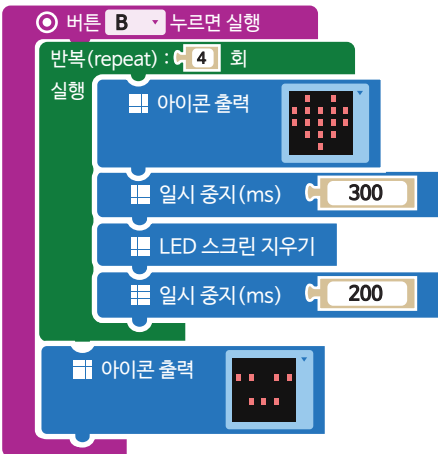 버튼 B 누르면 실행
반복(repeat) : 4 회
실행
아이콘 출력
일시 중지(ms) 300
LED 스크린 지우기
일시 중지(ms) 200
아이콘 출력